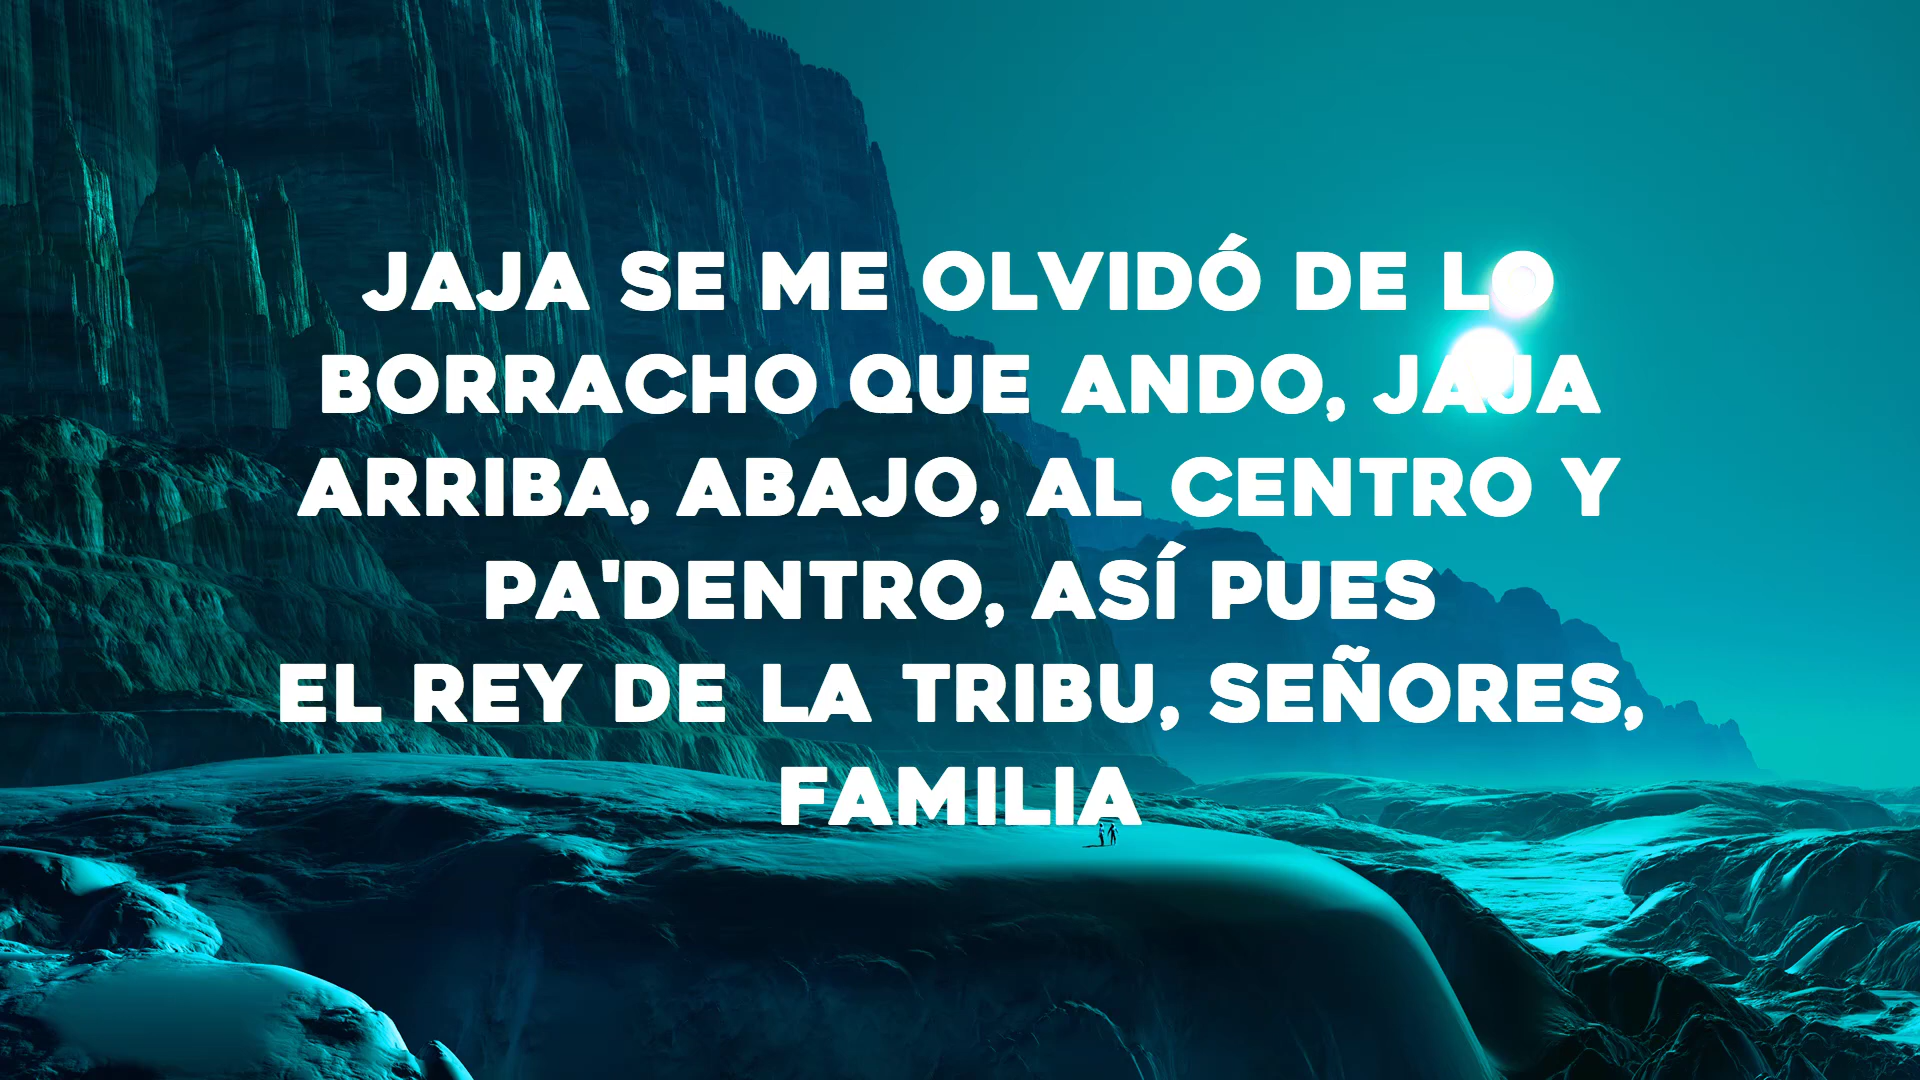 JAJA SE ME OLVIDÓ DE LO
BORRACHO QUE ANDO, JAJA
ARRIBA, ABAJO, AL CENTRO Y
PA'DENTRO, ASÍ PUES
EL REY DE LA TRIBU, SEÑORES,
FAMILIA